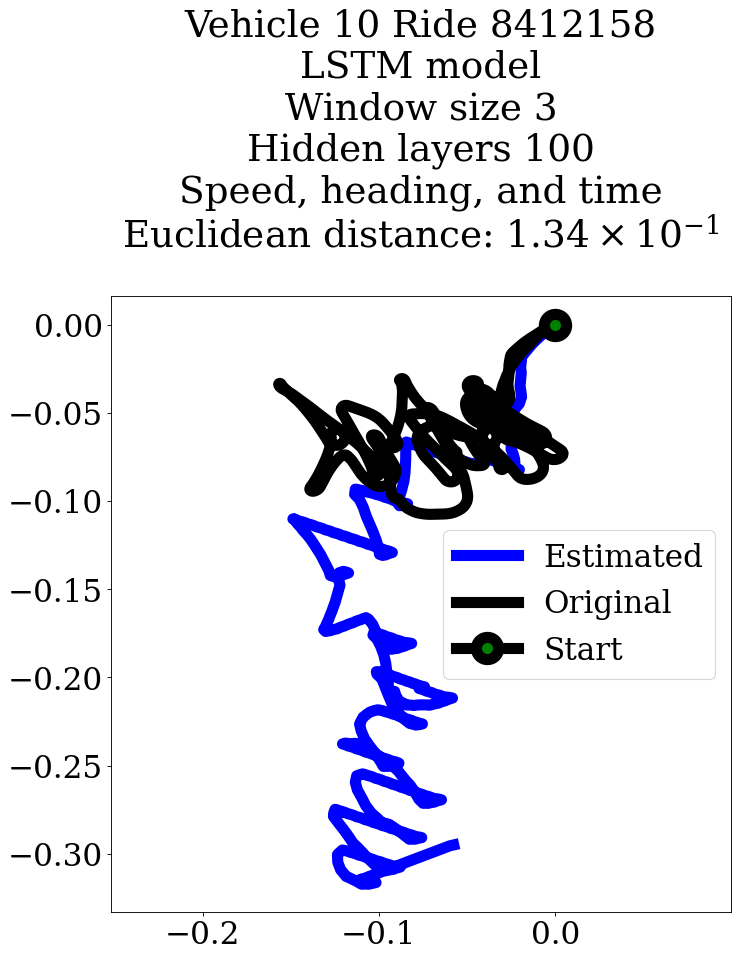 Vehicle 10 Ride 8412158
LSTM model
Window size 3
Hidden layers 100
Speed, heading, and time
Euclidean distance: 1.34 × 10⁻¹
0.00
−0.05
−0.10
−0.15
−0.20
−0.25
−0.30
Estimated
Original
Start
−0.2 −0.1 0.0